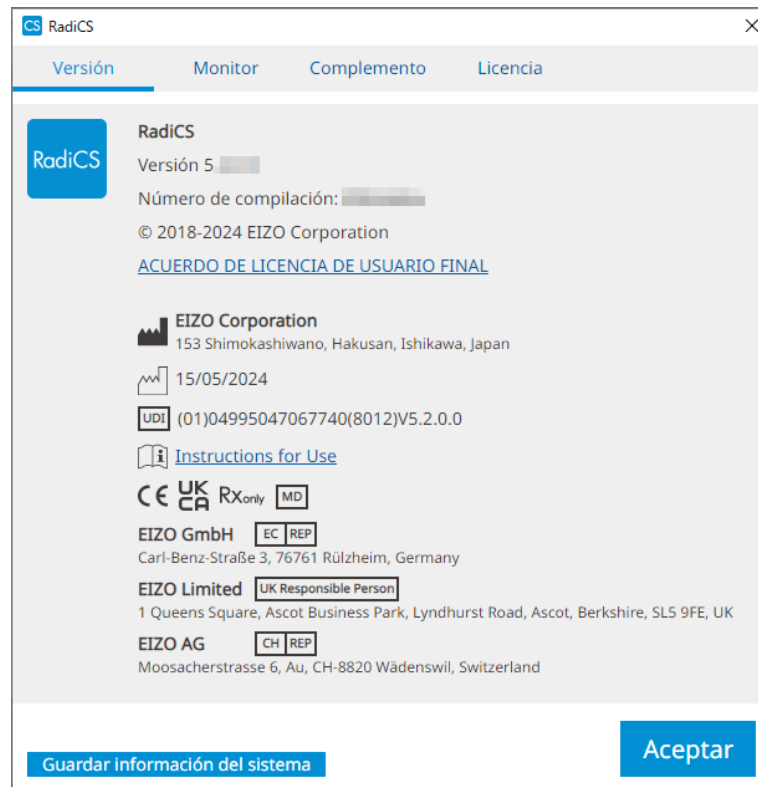 CS RadiCS
Versión Monitor Complemento Licencia
RadiCS
RadiCS
Versión 5
Número de compilación:
© 2018-2024 EIZO Corporation
ACUERDO DE LICENCIA DE USUARIO FINAL
EIZO Corporation
153 Shimokashiwano, Hakusan, Ishikawa, Japan
15/05/2024
UDI (01)04995047067740(8012)V5.2.0.0
Instructions for Use
CE UK CA Rx only MD
EIZO GmbH EC REP
Carl-Benz-Straße 3, 76761 Rülzheim, Germany
EIZO Limited UK Responsible Person
1 Queens Square, Ascot Business Park, Lyndhurst Road, Ascot, Berkshire, SL5 9FE, UK
EIZO AG CH REP
Moosacherstrasse 6, Au, CH-8820 Wädenswil, Switzerland
Guardar información del sistema
Aceptar